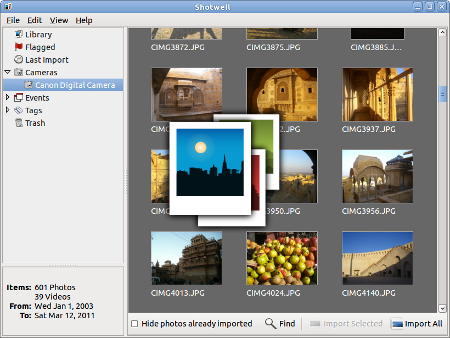 Shotwell
File Edit View Help
Library
Flagged
Last Import
Cameras
Canon Digital Camera
Events
Tags
Trash
Items: 601 Photos
39 Videos
From: Wed Jan 1, 2003
To: Sat Mar 12, 2011
CIMG3872.JPG CIMG3875.JPG CIMG3885.J...
CIMG3937.JPG
3950.JPG CIMG3956.JPG
CIMG4013.JPG CIMG4024.JPG CIMG4140.JPG
Hide photos already imported Find Import Selected Import All